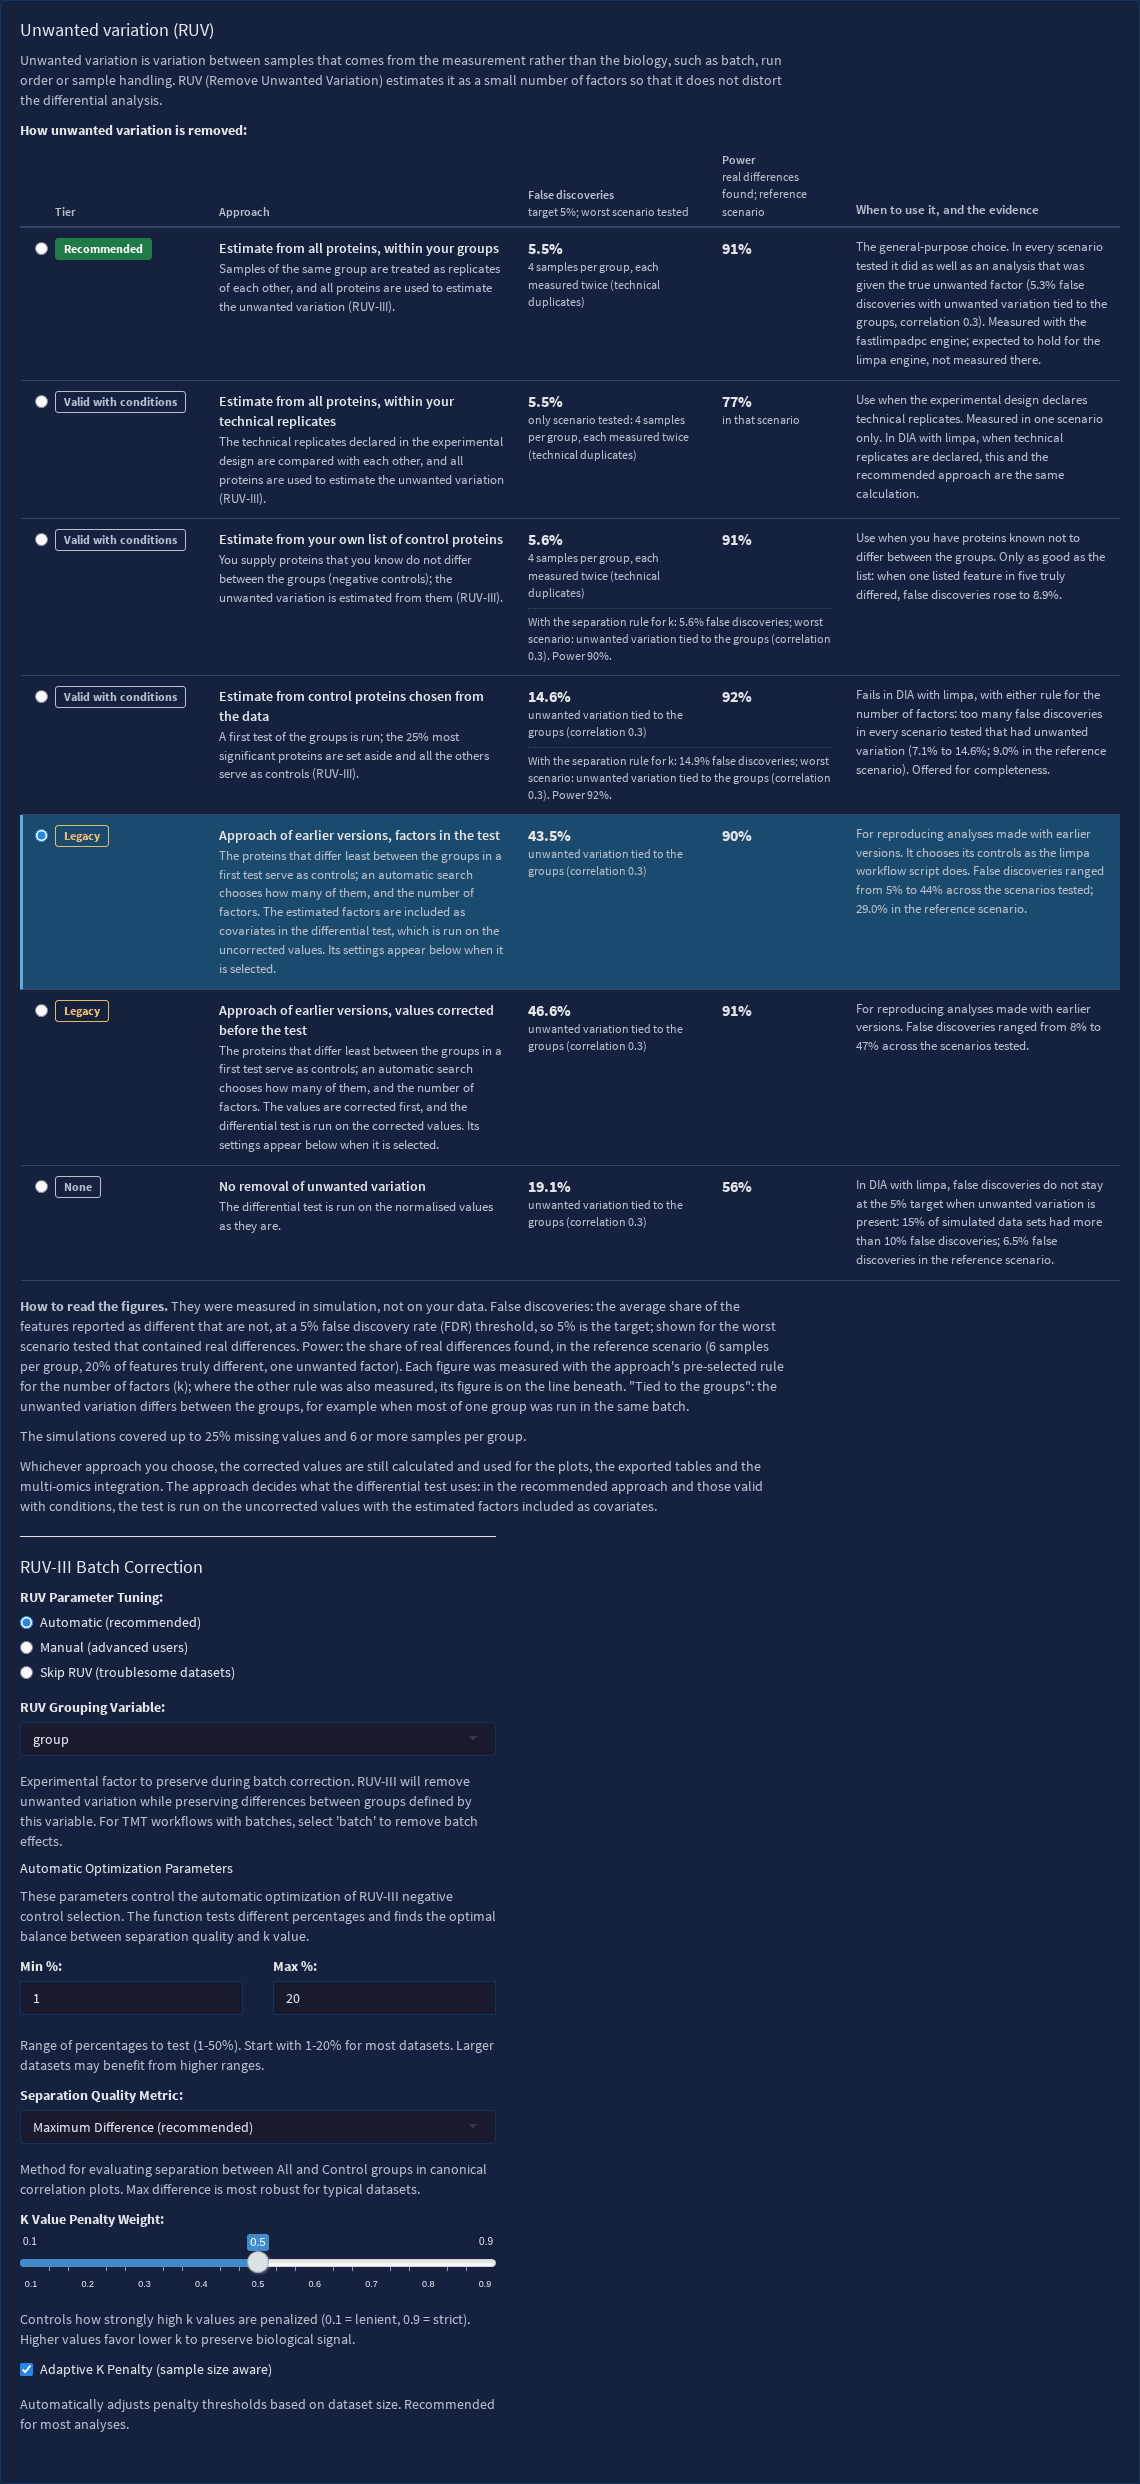 Unwanted variation (RUV)
Unwanted variation is variation between samples that comes from the measurement rather than the biology, such as batch, run
order or sample handling. RUV (Remove Unwanted Variation) estimates it as a small number of factors so that it does not distort
the differential analysis.
How unwanted variation is removed:
Tier
Approach
False discoveries
target 5%; worst scenario tested
Power
real differences
found; reference
scenario
When to use it, and the evidence
Recommended
Estimate from all proteins, within your groups
Samples of the same group are treated as replicates
of each other, and all proteins are used to estimate
the unwanted variation (RUV-III).
5.5%
4 samples per group, each
measured twice (technical
duplicates)
91%
The general-purpose choice. In every scenario
tested it did as well as an analysis that was
given the true unwanted factor (5.3% false
discoveries with unwanted variation tied to the
groups, correlation 0.3). Measured with the
fastlimpadpc engine; expected to hold for the
limpa engine, not measured there.
Valid with conditions
Estimate from all proteins, within your
technical replicates
The technical replicates declared in the experimental
design are compared with each other, and all
proteins are used to estimate the unwanted variation
(RUV-III).
5.5%
only scenario tested: 4 samples
per group, each measured twice
(technical duplicates)
77%
in that scenario
Use when the experimental design declares
technical replicates. Measured in one scenario
only. In DIA with limpa, when technical
replicates are declared, this and the
recommended approach are the same
calculation.
Valid with conditions
Estimate from your own list of control proteins
You supply proteins that you know do not differ
between the groups (negative controls); the
unwanted variation is estimated from them (RUV-III).
5.6%
4 samples per group, each
measured twice (technical
duplicates)
91%
With the separation rule for k: 5.6% false discoveries; worst
scenario: unwanted variation tied to the groups (correlation
0.3). Power 90%.
Use when you have proteins known not to
differ between the groups. Only as good as the
list: when one listed feature in five truly
differed, false discoveries rose to 8.9%.
Valid with conditions
Estimate from control proteins chosen from
the data
A first test of the groups is run; the 25% most
significant proteins are set aside and all the others
serve as controls (RUV-III).
14.6%
unwanted variation tied to the
groups (correlation 0.3)
92%
With the separation rule for k: 14.9% false discoveries; worst
scenario: unwanted variation tied to the groups (correlation
0.3). Power 92%.
Fails in DIA with limpa, with either rule for the
number of factors: too many false discoveries
in every scenario tested that had unwanted
variation (7.1% to 14.6%; 9.0% in the reference
scenario). Offered for completeness.
Legacy
Approach of earlier versions, factors in the test
The proteins that differ least between the groups in a
first test serve as controls; an automatic search
chooses how many of them, and the number of
factors. The estimated factors are included as
covariates in the differential test, which is run on the
uncorrected values. Its settings appear below when it
is selected.
43.5%
unwanted variation tied to the
groups (correlation 0.3)
90%
For reproducing analyses made with earlier
versions. It chooses its controls as the limpa
workflow script does. False discoveries ranged
from 5% to 44% across the scenarios tested;
29.0% in the reference scenario.
Legacy
Approach of earlier versions, values corrected
before the test
The proteins that differ least between the groups in a
first test serve as controls; an automatic search
chooses how many of them, and the number of
factors. The values are corrected first, and the
differential test is run on the corrected values. Its
settings appear below when it is selected.
46.6%
unwanted variation tied to the
groups (correlation 0.3)
91%
For reproducing analyses made with earlier
versions. False discoveries ranged from 8% to
47% across the scenarios tested.
None
No removal of unwanted variation
The differential test is run on the normalised values
as they are.
19.1%
unwanted variation tied to the
groups (correlation 0.3)
56%
In DIA with limpa, false discoveries do not stay
at the 5% target when unwanted variation is
present: 15% of simulated data sets had more
than 10% false discoveries; 6.5% false
discoveries in the reference scenario.
How to read the figures. They were measured in simulation, not on your data. False discoveries: the average share of the
features reported as different that are not, at a 5% false discovery rate (FDR) threshold, so 5% is the target; shown for the worst
scenario tested that contained real differences. Power: the share of real differences found, in the reference scenario (6 samples
per group, 20% of features truly different, one unwanted factor). Each figure was measured with the approach's pre-selected rule
for the number of factors (k); where the other rule was also measured, its figure is on the line beneath. "Tied to the groups": the
unwanted variation differs between the groups, for example when most of one group was run in the same batch.
The simulations covered up to 25% missing values and 6 or more samples per group.
Whichever approach you choose, the corrected values are still calculated and used for the plots, the exported tables and the
multi-omics integration. The approach decides what the differential test uses: in the recommended approach and those valid
with conditions, the test is run on the uncorrected values with the estimated factors included as covariates.
RUV-III Batch Correction
RUV Parameter Tuning:
Automatic (recommended)
Manual (advanced users)
Skip RUV (troublesome datasets)
RUV Grouping Variable:
group
Experimental factor to preserve during batch correction. RUV-III will remove
unwanted variation while preserving differences between groups defined by
this variable. For TMT workflows with batches, select 'batch' to remove batch
effects.
Automatic Optimization Parameters
These parameters control the automatic optimization of RUV-III negative
control selection. The function tests different percentages and finds the optimal
balance between separation quality and k value.
Min %:
Max %:
1
20
Range of percentages to test (1-50%). Start with 1-20% for most datasets. Larger
datasets may benefit from higher ranges.
Separation Quality Metric:
Maximum Difference (recommended)
Method for evaluating separation between All and Control groups in canonical
correlation plots. Max difference is most robust for typical datasets.
K Value Penalty Weight:
0.1 0.5 0.9
0.1 0.2 0.3 0.4 0.5 0.6 0.7 0.8 0.9
Controls how strongly high k values are penalized (0.1 = lenient, 0.9 = strict).
Higher values favor lower k to preserve biological signal.
Adaptive K Penalty (sample size aware)
Automatically adjusts penalty thresholds based on dataset size. Recommended
for most analyses.